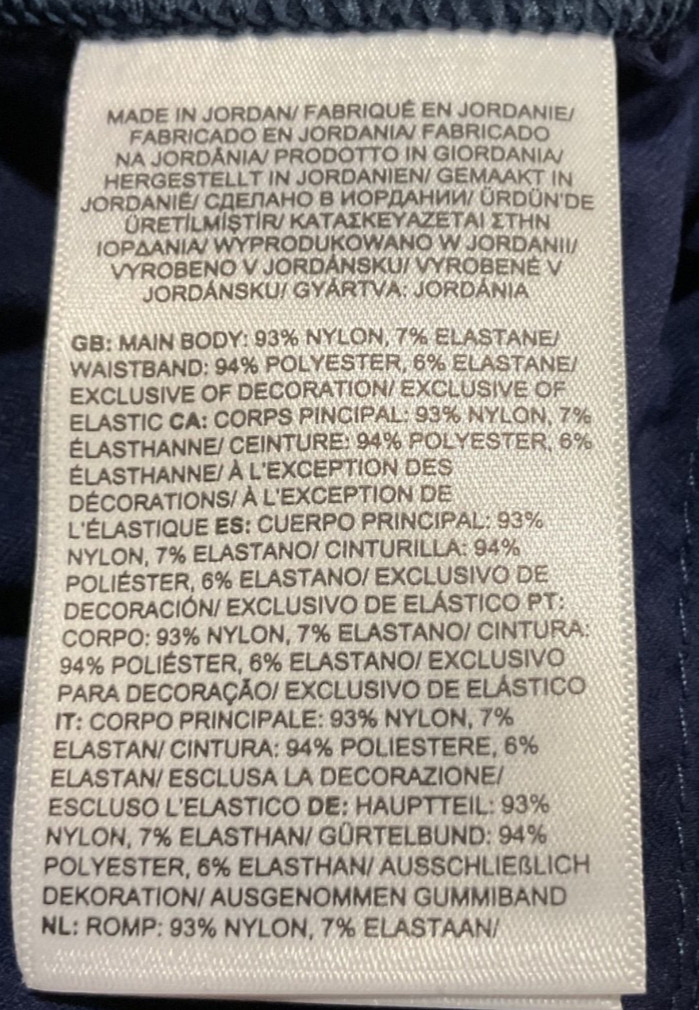 MADE IN JORDAN/ FABRIQUÉ EN JORDANIE/
FABRICADO EN JORDANIA/ FABRICADO
NA JORDÂNIA/ PRODOTTO IN GIORDANIA/
HERGESTELLT IN JORDANIEN/ GEMAAKT IN
JORDANIË/ СДЕЛАНО В ИОРДАНИИ/ ÜRDÜN'DE
ÜRETİLMİŞTİR/ ΚΑΤΑΣΚΕΥΑΖΕΤΑΙ ΣΤΗΝ
ΙΟΡΔΑΝΙΑ/ WYPRODUKOWANO W JORDANII/
VYROBENO V JORDÁNSKU/ VYROBENÉ V
JORDÁNSKU/ GYÁRTVA: JORDÁNIA
GB: MAIN BODY: 93% NYLON, 7% ELASTANE/
WAISTBAND: 94% POLYESTER, 6% ELASTANE/
EXCLUSIVE OF DECORATION/ EXCLUSIVE OF
ELASTIC CA: CORPS PINCIPAL: 93% NYLON, 7%
ÉLASTHANNE/ CEINTURE: 94% POLYESTER, 6%
ÉLASTHANNE/ À L'EXCEPTION DES
DÉCORATIONS/ À L'EXCEPTION DE
L'ÉLASTIQUE ES: CUERPO PRINCIPAL: 93%
NYLON, 7% ELASTANO/ CINTURILLA: 94%
POLIÉSTER, 6% ELASTANO/ EXCLUSIVO DE
DECORACIÓN/ EXCLUSIVO DE ELÁSTICO PT:
CORPO: 93% NYLON, 7% ELASTANO/ CINTURA:
94% POLIÉSTER, 6% ELASTANO/ EXCLUSIVO
PARA DECORAÇÃO/ EXCLUSIVO DE ELÁSTICO
IT: CORPO PRINCIPALE: 93% NYLON, 7%
ELASTAN/ CINTURA: 94% POLIESTERE, 6%
ELASTAN/ ESCLUSA LA DECORAZIONE/
ESCLUSO L'ELASTICO DE: HAUPTTEIL: 93%
NYLON, 7% ELASTHAN/ GÜRTELBUND: 94%
POLYESTER, 6% ELASTHAN/ AUSSCHLIEßLICH
DEKORATION/ AUSGENOMMEN GUMMIBAND
NL: ROMP: 93% NYLON, 7% ELASTAAN/